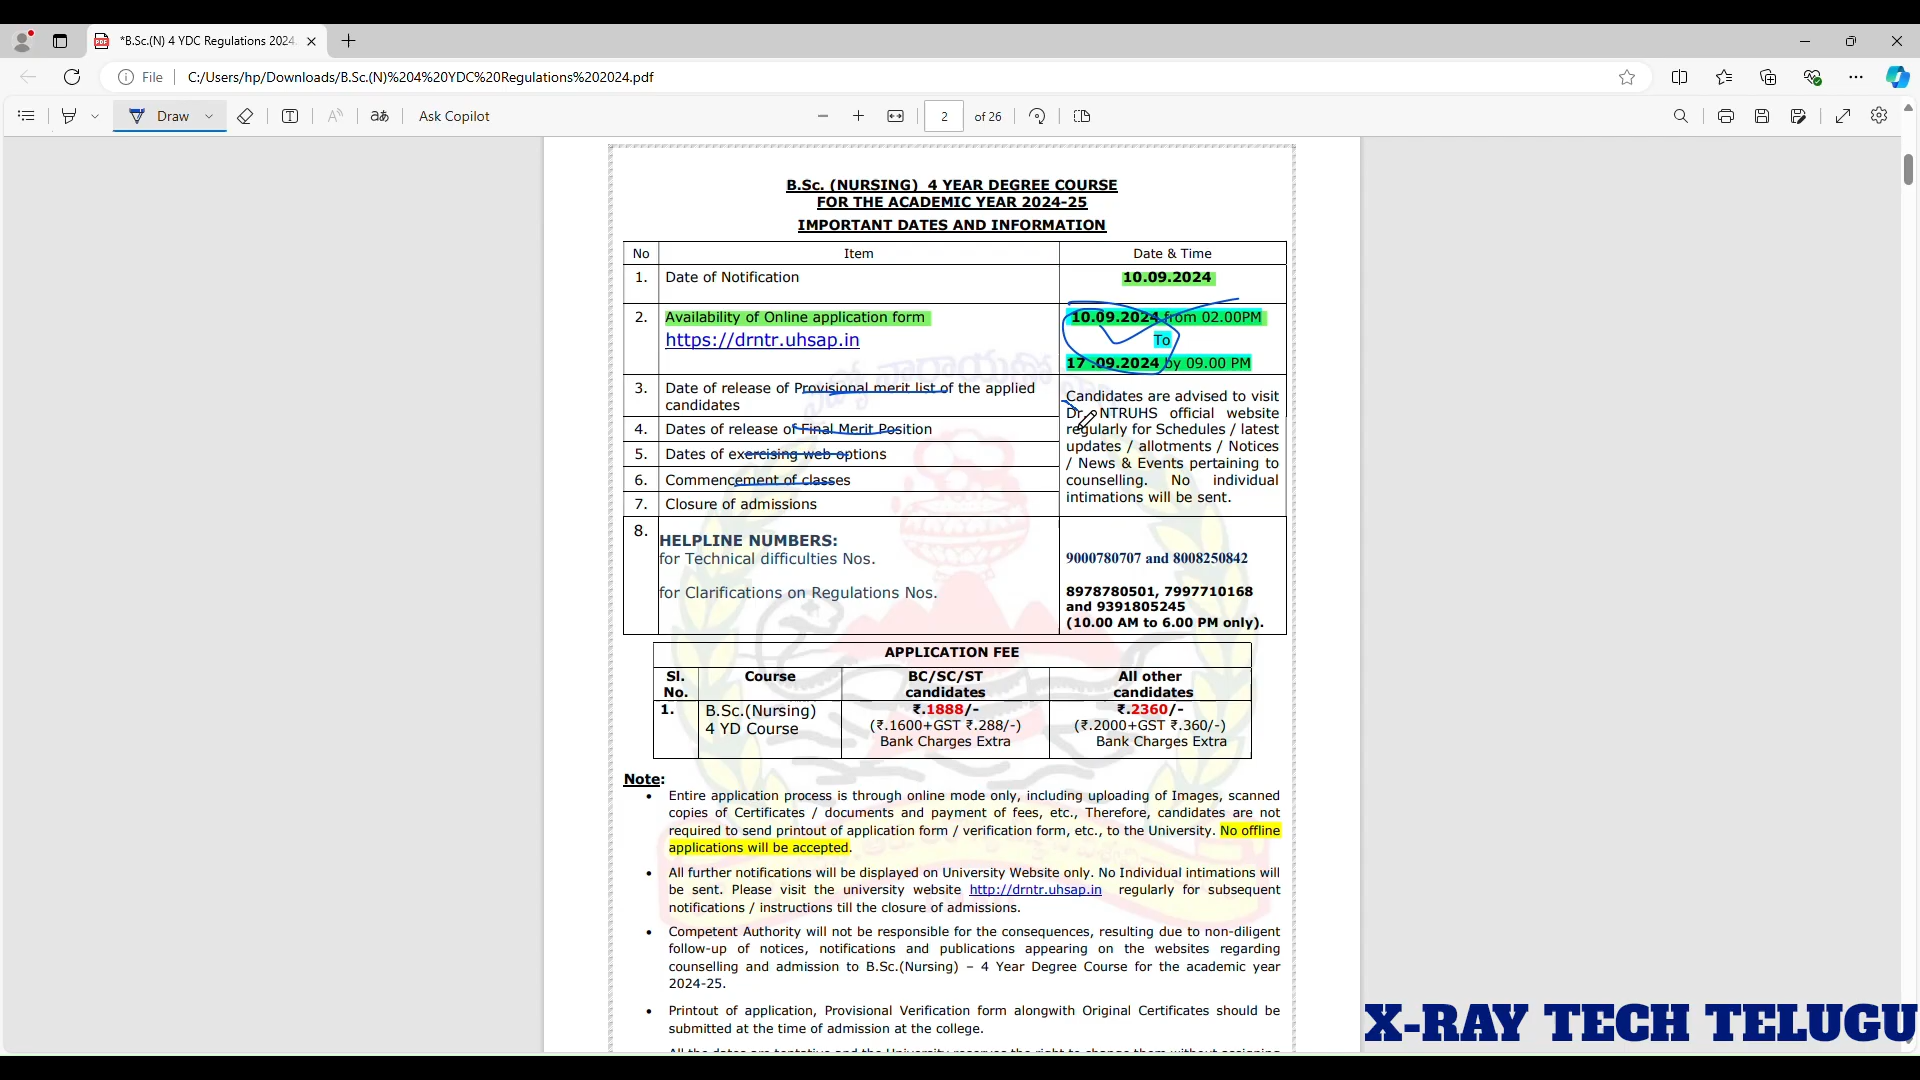 *B.Sc.(N) 4 YDC Regulations 2024
File
C:/Users/hp/Downloads/B.Sc.(N)%204%20YDC%20Regulations%202024.pdf
Draw
Ask Copilot
2 of 26
B.Sc. (NURSING) 4 YEAR DEGREE COURSE
FOR THE ACADEMIC YEAR 2024-25
IMPORTANT DATES AND INFORMATION
No Item Date & Time
1. Date of Notification 10.09.2024
2. Availability of Online application form 10.09.2024 from 02.00PM
https://drntr.uhsap.in To
17 .09.2024 by 09.00 PM
3. Date of release of Provisional merit list of the applied
candidates
4. Dates of release of Final Merit Position
5. Dates of exercising web options
6. Commencement of classes
7. Closure of admissions
Candidates are advised to visit
Dr. NTRUHS official website
regularly for Schedules / latest
updates / allotments / Notices
/ News & Events pertaining to
counselling. No individual
intimations will be sent.
8.
HELPLINE NUMBERS:
for Technical difficulties Nos. 9000780707 and 8008250842
for Clarifications on Regulations Nos. 8978780501, 7997710168
and 9391805245
(10.00 AM to 6.00 PM only).
APPLICATION FEE
Sl. No. Course BC/SC/ST candidates All other candidates
1. B.Sc.(Nursing) ₹.1888/- ₹.2360/-
4 YD Course (₹.1600+GST ₹.288/-) (₹.2000+GST ₹.360/-)
Bank Charges Extra Bank Charges Extra
Note:
• Entire application process is through online mode only, including uploading of Images, scanned
copies of Certificates / documents and payment of fees, etc., Therefore, candidates are not
required to send printout of application form / verification form, etc., to the University. No offline
applications will be accepted.
• All further notifications will be displayed on University Website only. No Individual intimations will
be sent. Please visit the university website http://drntr.uhsap.in regularly for subsequent
notifications / instructions till the closure of admissions.
• Competent Authority will not be responsible for the consequences, resulting due to non-diligent
follow-up of notices, notifications and publications appearing on the websites regarding
counselling and admission to B.Sc.(Nursing) – 4 Year Degree Course for the academic year
2024-25.
• Printout of application, Provisional Verification form alongwith Original Certificates should be
submitted at the time of admission at the college.
X-RAY TECH TELUGU